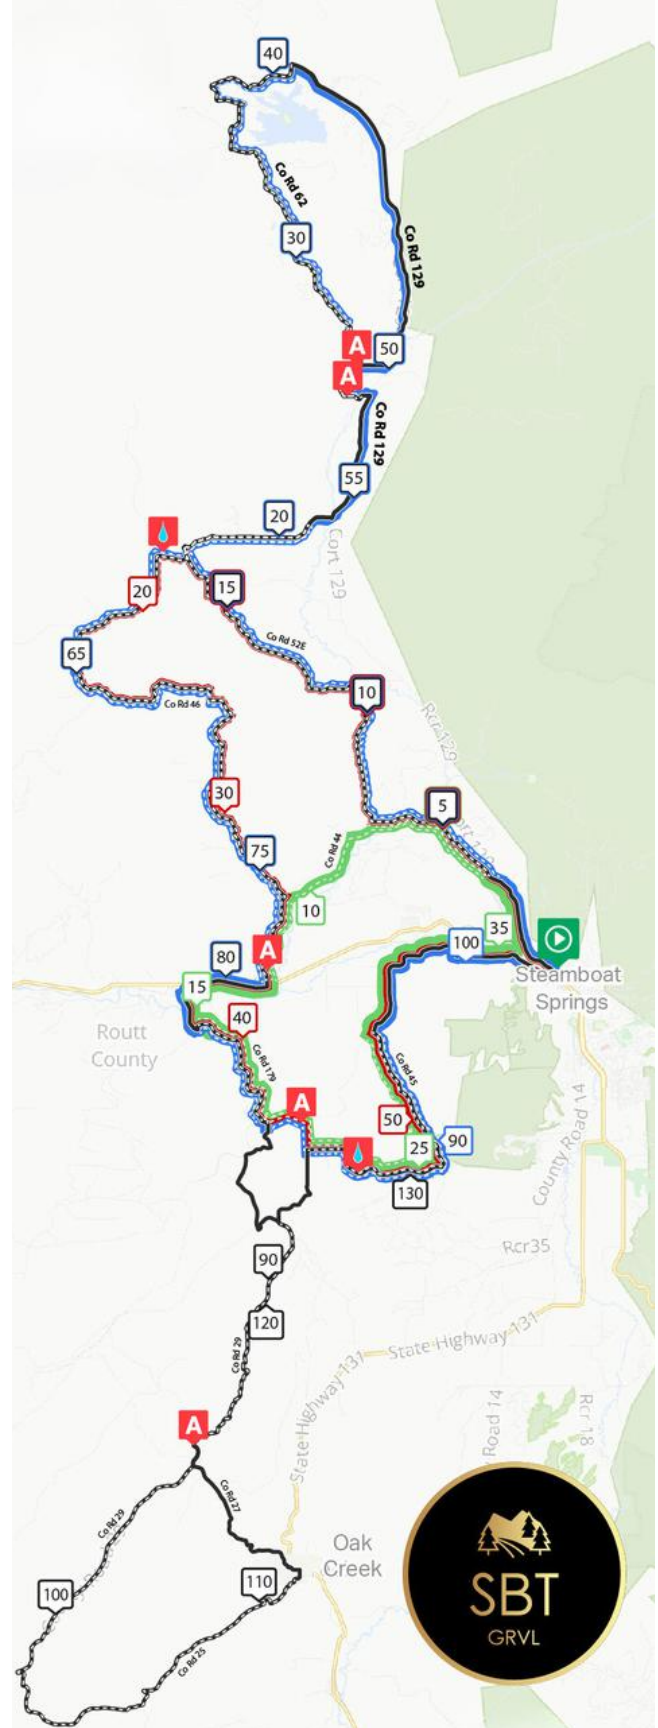 40
Co Rd 62
30
Co Rd 129
A
50
A
Co Rd 129
55
20
Cort 129
20
15
Co Rd 52E
65
10
Co Rd 46
Rcr 129
30
5
Co Rd 44
75
10
35
A
100
80
Steamboat
Springs
15
Routt
County
40
Co Rd 179
Co Rd 45
50
A
25
90
County Road 14
130
Rcr35
90
120
Co Rd 29
State Highway 131
State Highway 131
A
Road 14
Rcr 18
Co Rd 27
Co Rd 29
Oak
Creek
110
100
Co Rd 25
SBT
GRVL